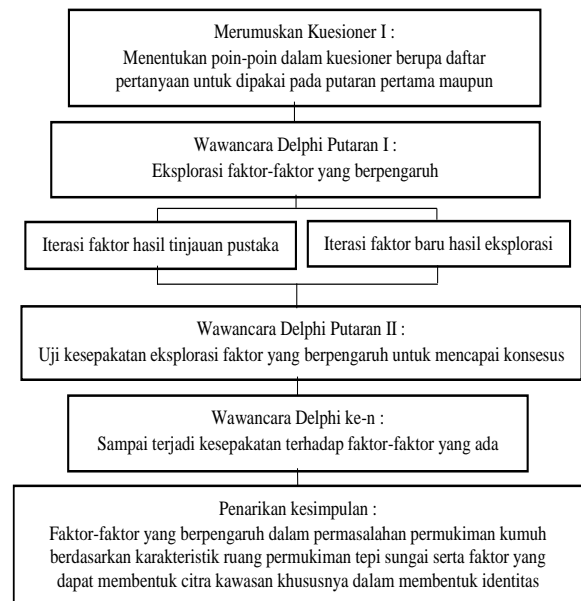 Merumuskan Kuesioner I :
Menentukan poin-poin dalam kuesioner berupa daftar
pertanyaan untuk dipakai pada putaran pertama maupun
Wawancara Delphi Putaran I :
Eksplorasi faktor-faktor yang berpengaruh
Iterasi faktor hasil tinjauan pustaka
Iterasi faktor baru hasil eksplorasi
Wawancara Delphi Putaran II :
Uji kesepakatan eksplorasi faktor yang berpengaruh untuk mencapai konsesus
Wawancara Delphi ke-n :
Sampai terjadi kesepakatan terhadap faktor-faktor yang ada
Penarikan kesimpulan :
Faktor-faktor yang berpengaruh dalam permasalahan permukiman kumuh
berdasarkan karakteristik ruang permukiman tepi sungai serta faktor yang
dapat membentuk citra kawasan khususnya dalam membentuk identitas